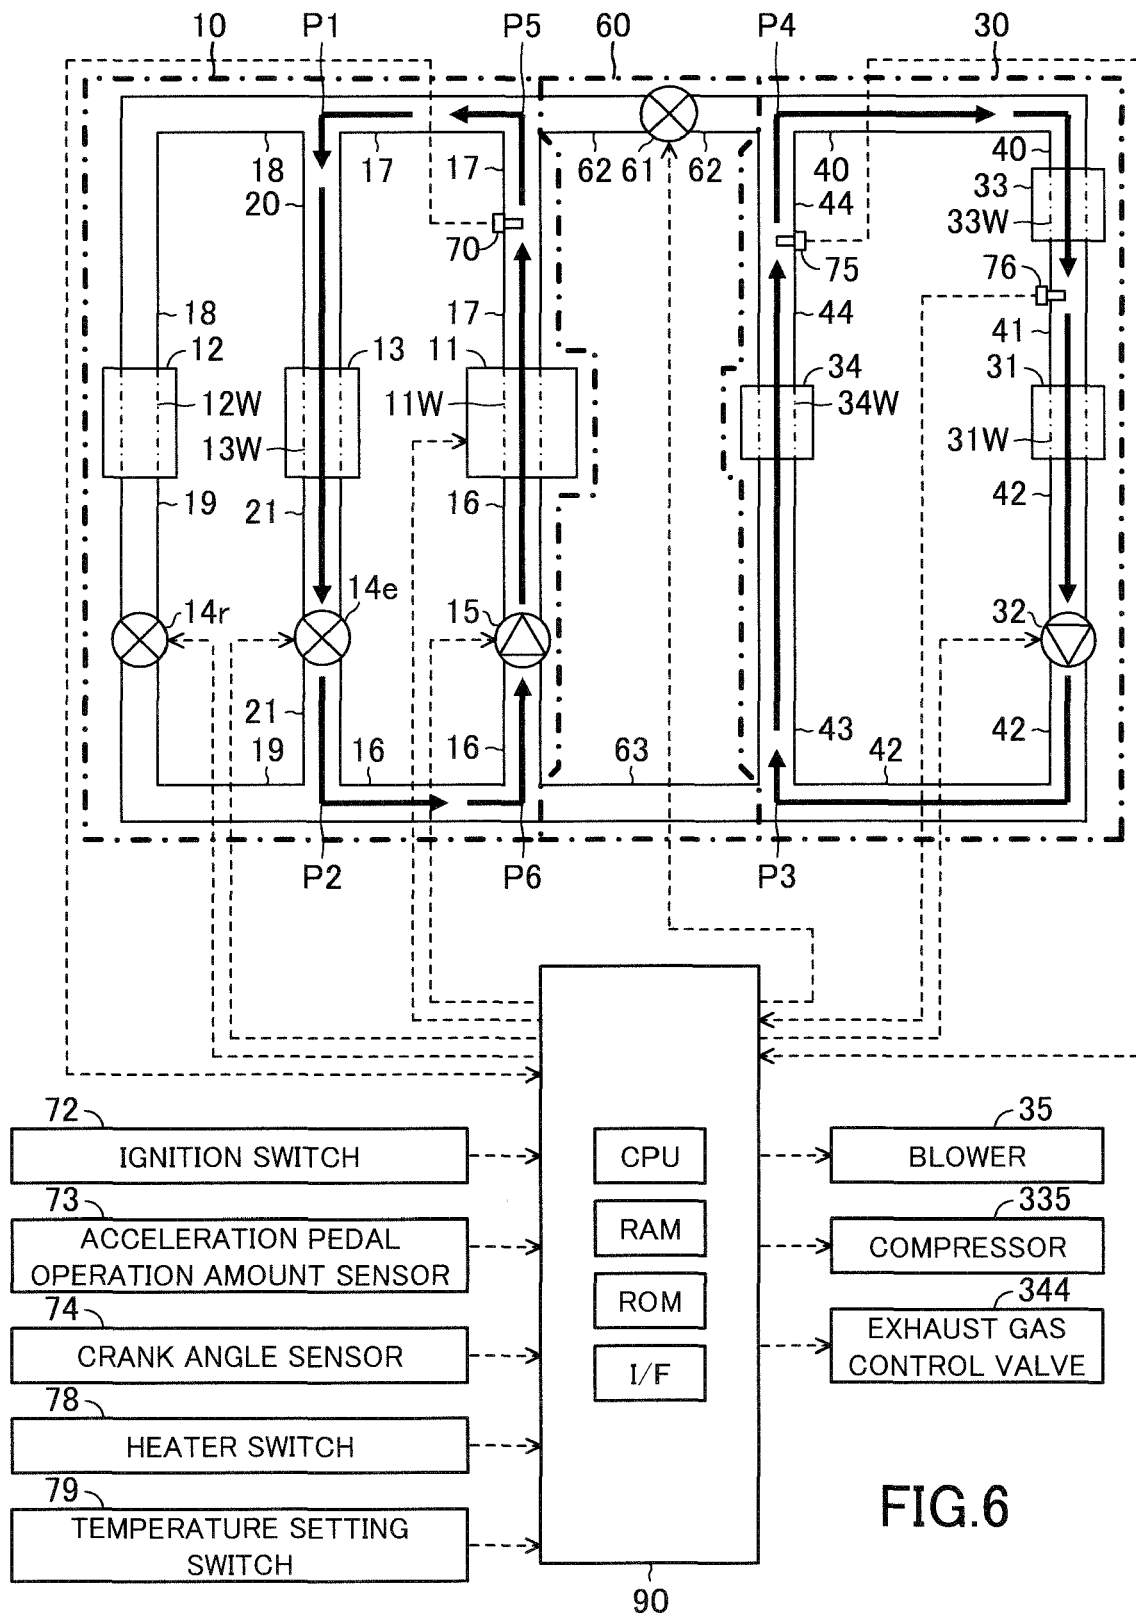 10 P1 P5 60 P4 30
18 17 17 62 61 62 40 40
20 44 33
33W
70 75 76
18 17 44 41
12 13 11 34 31
12W 11W 34W
13W 31W
19 21 16 42
14r 14e 15 32
21 16 43 42
19 16 63 42
P2 P6 P3
72
IGNITION SWITCH
73
ACCELERATION PEDAL
OPERATION AMOUNT SENSOR
74
CRANK ANGLE SENSOR
78
HEATER SWITCH
79
TEMPERATURE SETTING
SWITCH
CPU
RAM
ROM
I/F
90
35
BLOWER
335
COMPRESSOR
344
EXHAUST GAS
CONTROL VALVE
FIG.6